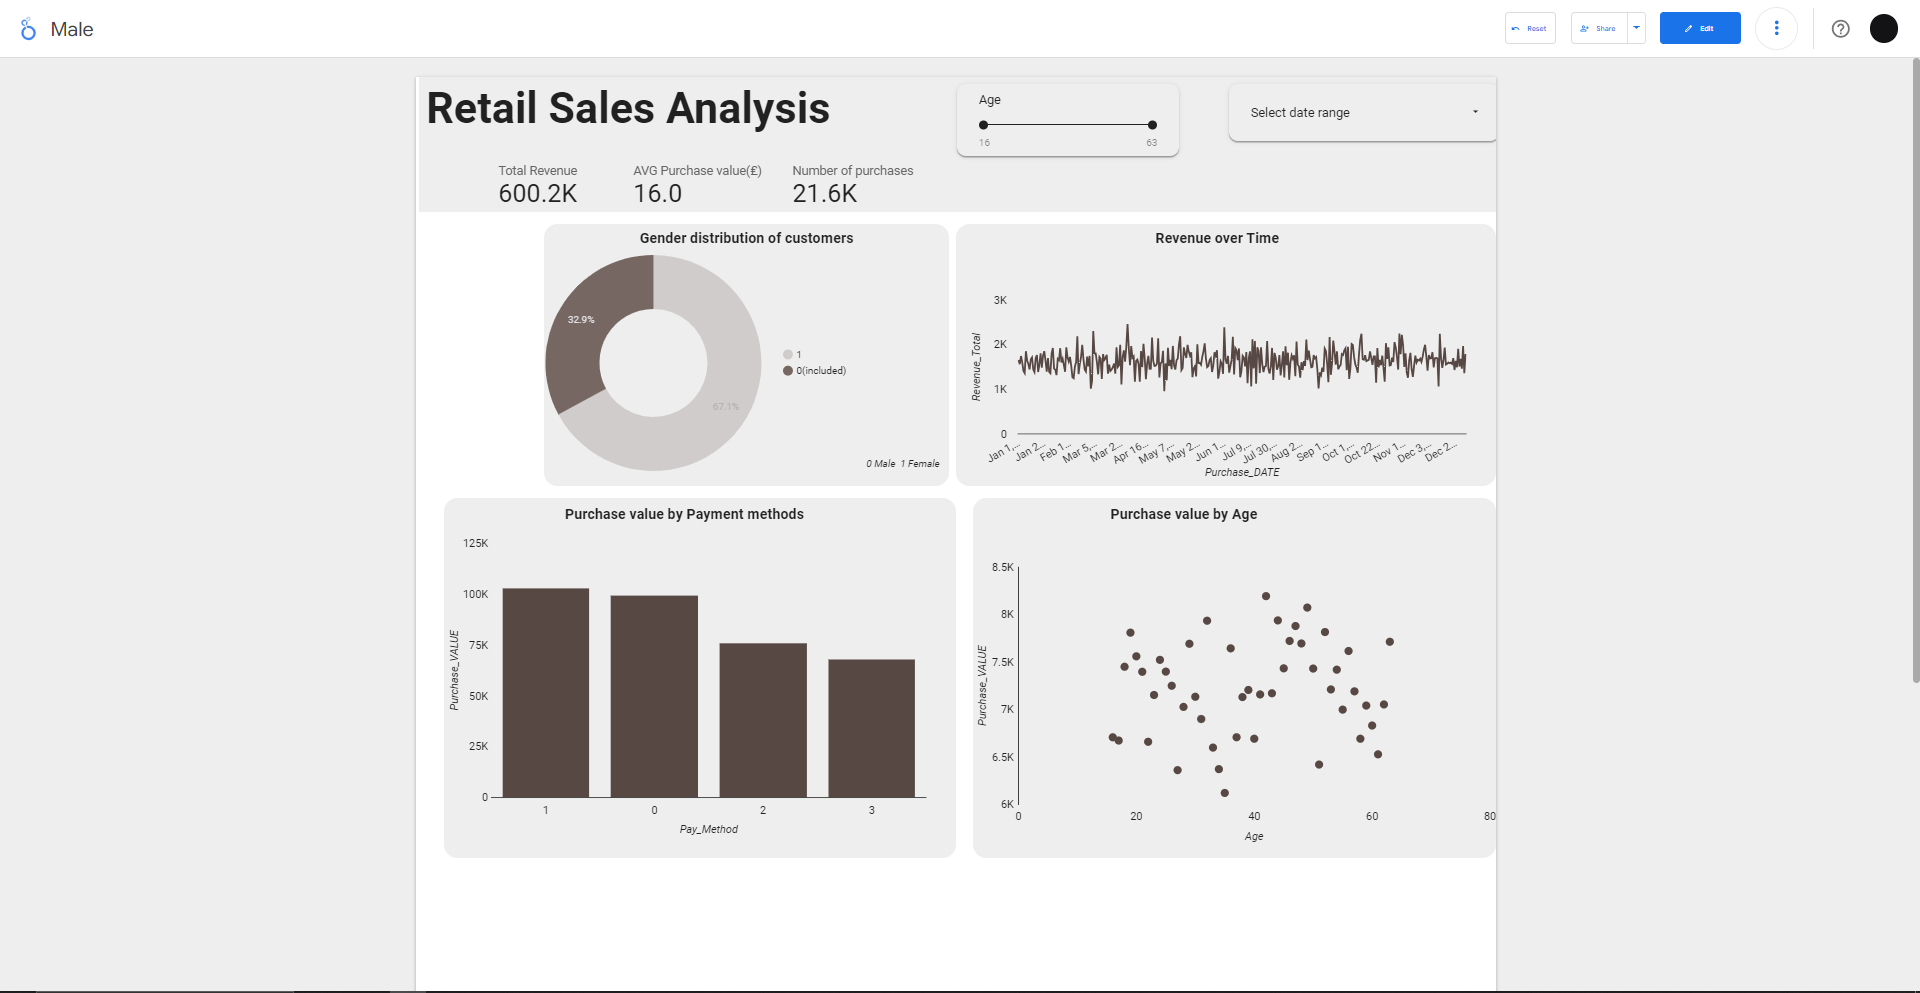 Male
Reset
Share
Edit
Retail Sales Analysis
Age
16
63
Select date range
Total Revenue
600.2K
AVG Purchase value(£)
16.0
Number of purchases
21.6K
Gender distribution of customers
32.9%
67.1%
1
0(included)
0 Male 1 Female
Revenue over Time
3K
2K
1K
0
Revenue_Total
Jan 1,...
Jan 2...
Feb 1...
Mar 5,...
Mar 2...
Apr 16...
May 7,...
May 2...
Jun 1...
Jul 9,...
Jul 30,...
Aug 2...
Sep 1...
Oct 1,...
Oct 22...
Nov 1...
Dec 3,...
Dec 2...
Purchase_DATE
Purchase value by Payment methods
125K
100K
75K
50K
25K
0
Purchase_VALUE
1
0
2
3
Pay_Method
Purchase value by Age
8.5K
8K
7.5K
7K
6.5K
6K
Purchase_VALUE
0
20
40
60
80
Age